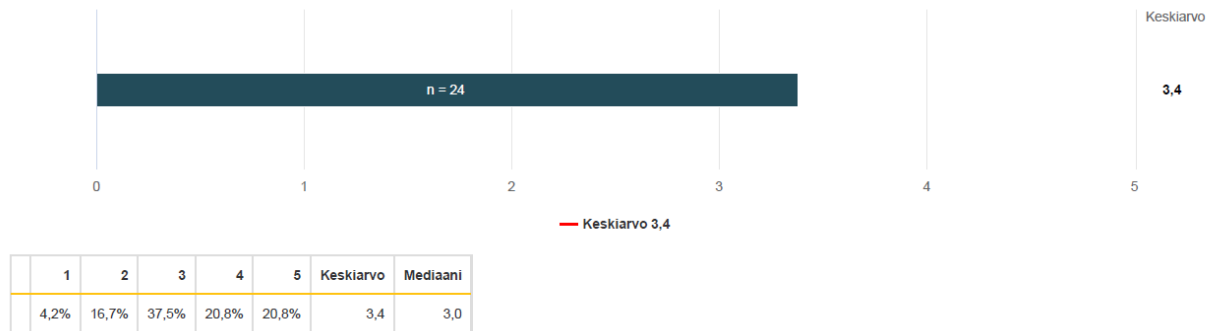 Keskiarvo
n = 24
3,4
0 1 2 3 4 5
Keskiarvo 3,4
1 2 3 4 5 Keskiarvo Mediaani
4,2% 16,7% 37,5% 20,8% 20,8% 3,4 3,0